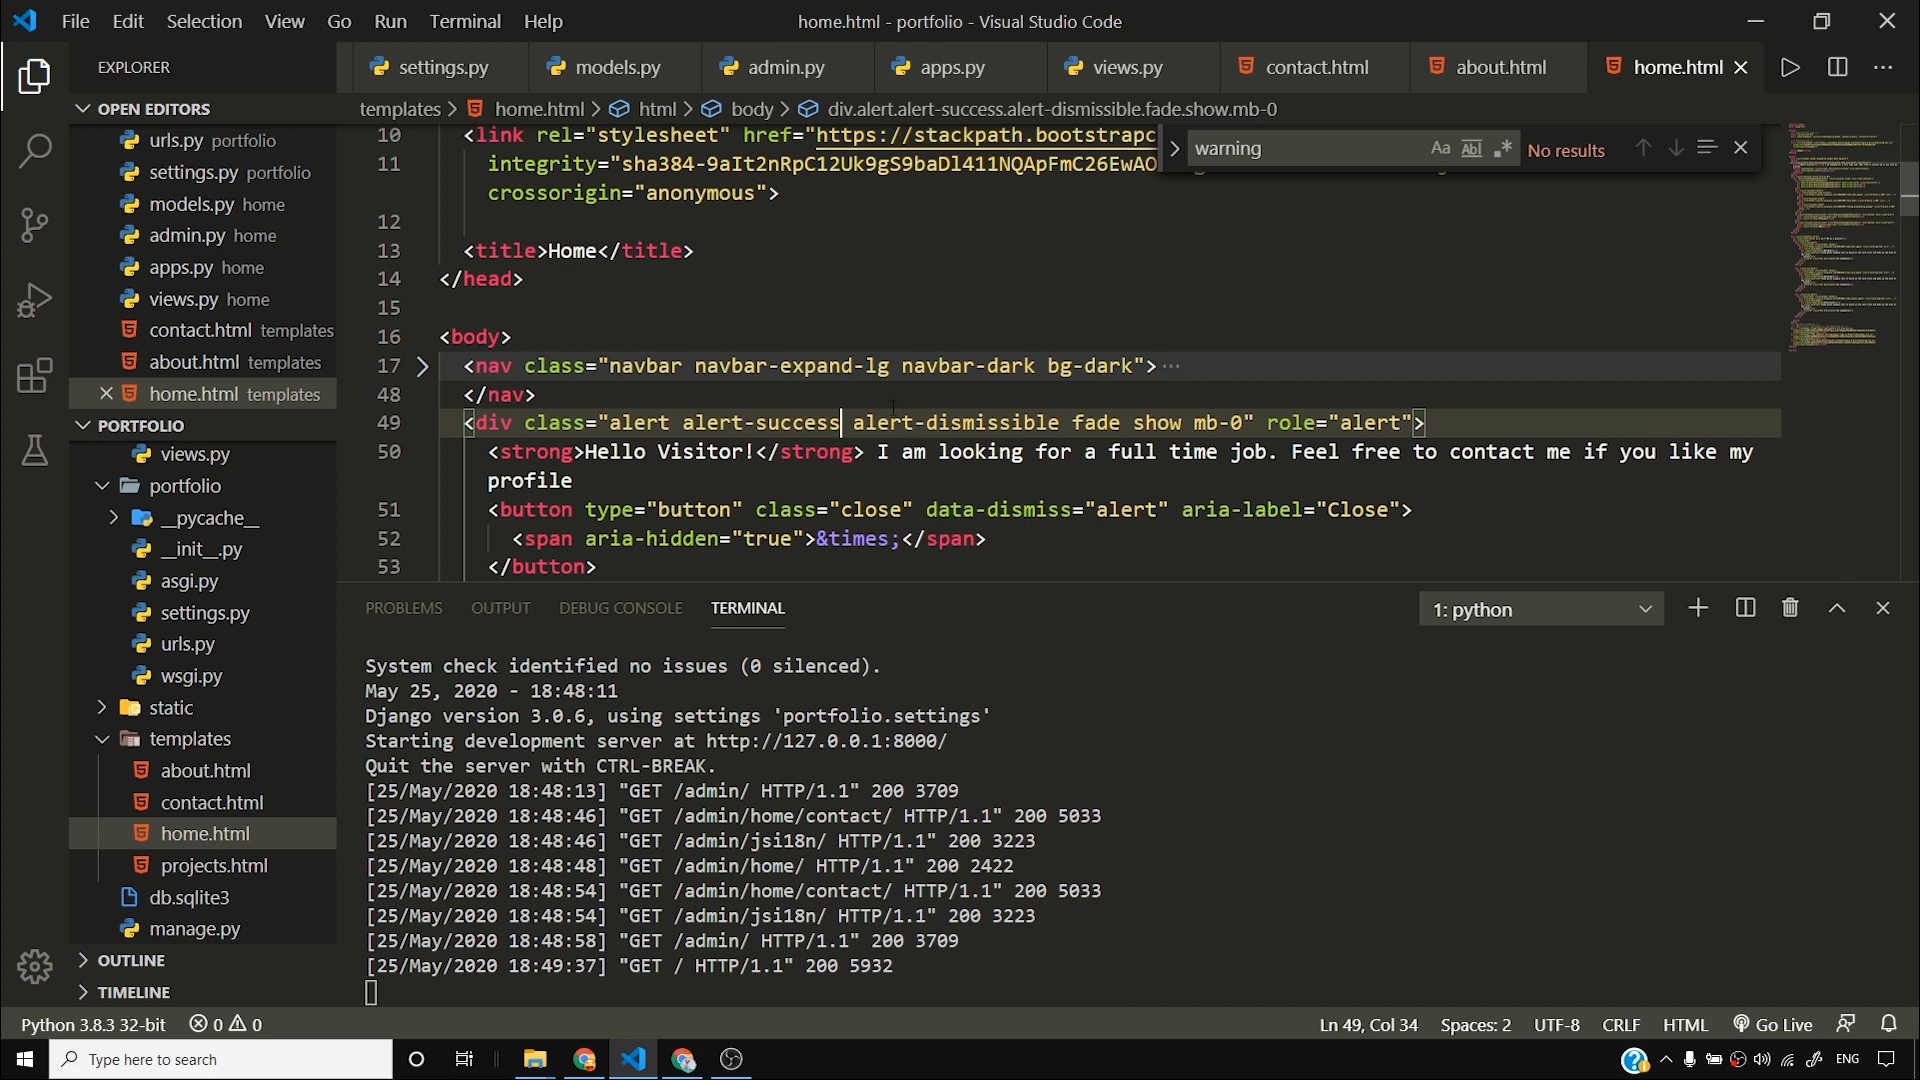 File Edit Selection View Go Run Terminal Help
home.html - portfolio - Visual Studio Code
EXPLORER
settings.py
models.py
admin.py
apps.py
views.py
contact.html
about.html
home.html
OPEN EDITORS
urls.py portfolio
settings.py portfolio
models.py home
admin.py home
apps.py home
views.py home
contact.html templates
about.html templates
home.html templates
PORTFOLIO
views.py
portfolio
__pycache__
__init__.py
asgi.py
settings.py
urls.py
wsgi.py
static
templates
about.html
contact.html
home.html
projects.html
db.sqlite3
manage.py
OUTLINE
TIMELINE
templates > home.html > html > body > div.alert.alert-success.alert-dismissible.fade.show.mb-0
warning
Aa Abl .* No results
10 <link rel="stylesheet" href="https://stackpath.bootstrapc
11 integrity="sha384-9aIt2nRpC12Uk9gS9baDl411NQApFmC26EwAO
crossorigin="anonymous">
12
13 <title>Home</title>
14 </head>
15
16 <body>
17 <nav class="navbar navbar-expand-lg navbar-dark bg-dark">···
48 </nav>
49 <div class="alert alert-success alert-dismissible fade show mb-0" role="alert">
50 <strong>Hello Visitor!</strong> I am looking for a full time job. Feel free to contact me if you like my
profile
51 <button type="button" class="close" data-dismiss="alert" aria-label="Close">
52 <span aria-hidden="true">&times;</span>
53 </button>
PROBLEMS OUTPUT DEBUG CONSOLE TERMINAL
1: python
System check identified no issues (0 silenced).
May 25, 2020 - 18:48:11
Django version 3.0.6, using settings 'portfolio.settings'
Starting development server at http://127.0.0.1:8000/
Quit the server with CTRL-BREAK.
[25/May/2020 18:48:13] "GET /admin/ HTTP/1.1" 200 3709
[25/May/2020 18:48:46] "GET /admin/home/contact/ HTTP/1.1" 200 5033
[25/May/2020 18:48:46] "GET /admin/jsi18n/ HTTP/1.1" 200 3223
[25/May/2020 18:48:48] "GET /admin/home/ HTTP/1.1" 200 2422
[25/May/2020 18:48:54] "GET /admin/home/contact/ HTTP/1.1" 200 5033
[25/May/2020 18:48:54] "GET /admin/jsi18n/ HTTP/1.1" 200 3223
[25/May/2020 18:48:58] "GET /admin/ HTTP/1.1" 200 3709
[25/May/2020 18:49:37] "GET / HTTP/1.1" 200 5932
Python 3.8.3 32-bit 0 0
Ln 49, Col 34 Spaces: 2 UTF-8 CRLF HTML Go Live
Type here to search
ENG